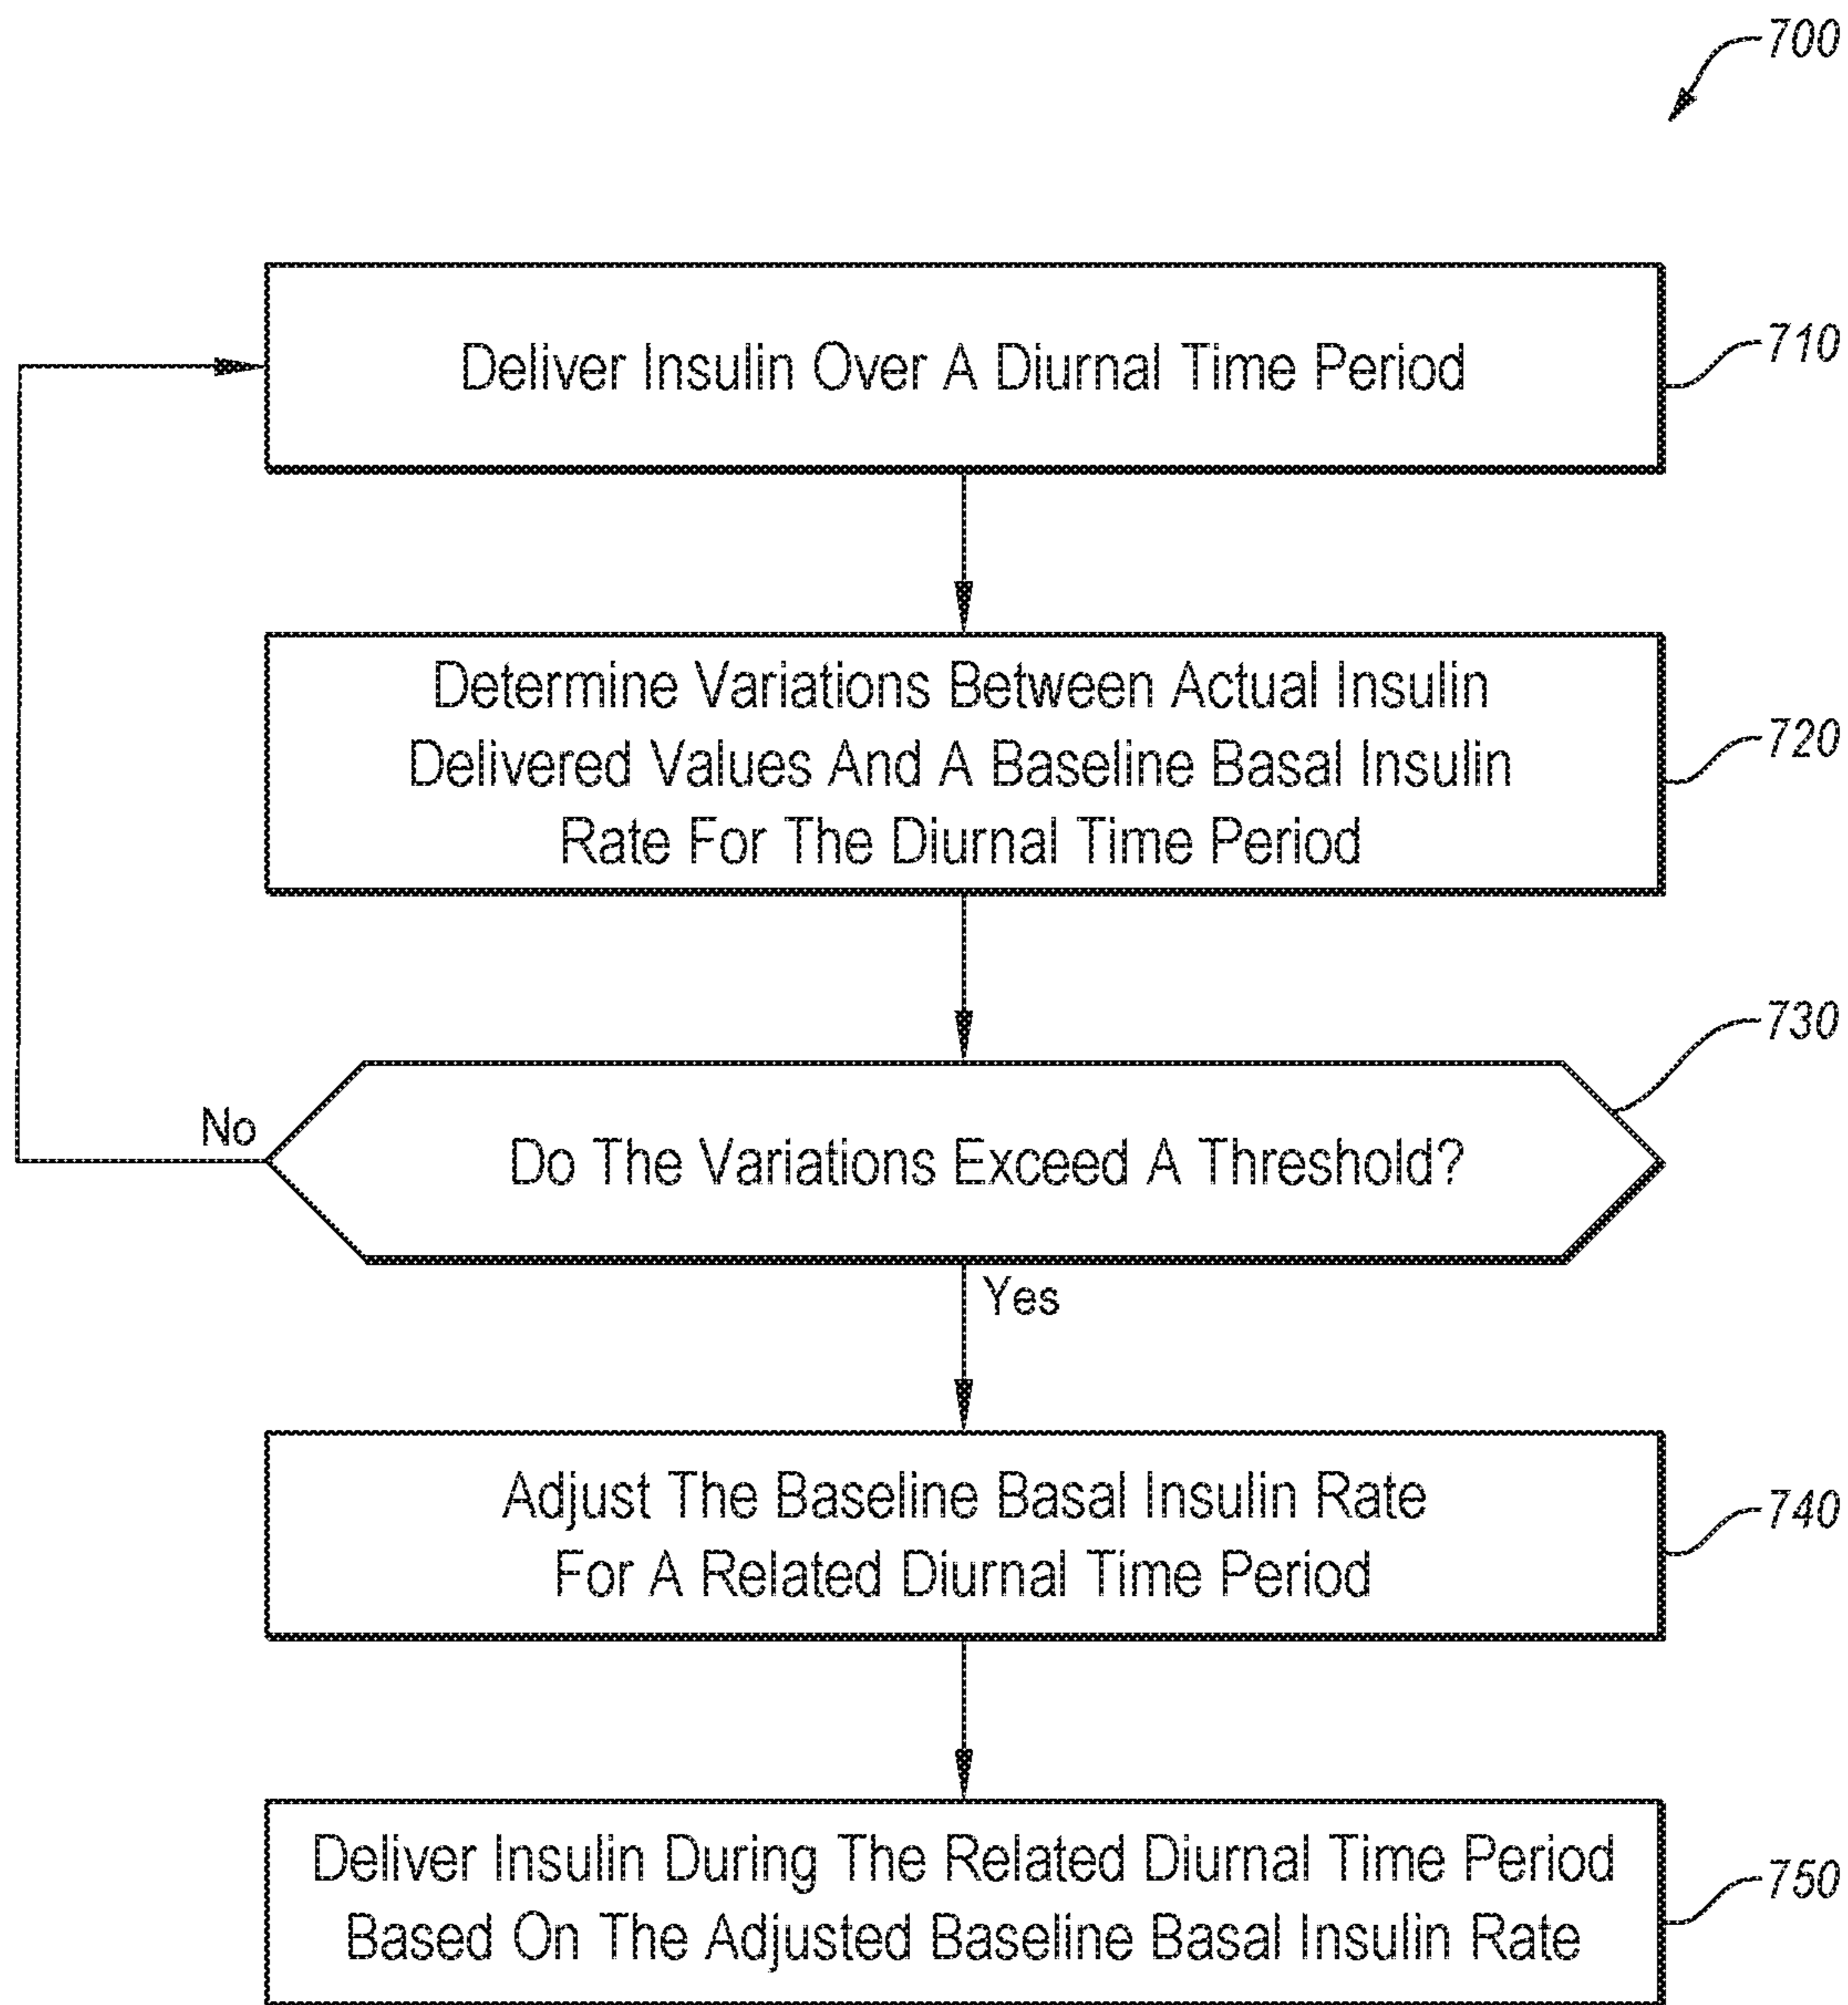 700
Deliver Insulin Over A Diurnal Time Period
710
Determine Variations Between Actual Insulin
Delivered Values And A Baseline Basal Insulin
Rate For The Diurnal Time Period
720
730
No
Do The Variations Exceed A Threshold?
Yes
Adjust The Baseline Basal Insulin Rate
For A Related Diurnal Time Period
740
Deliver Insulin During The Related Diurnal Time Period
Based On The Adjusted Baseline Basal Insulin Rate
750